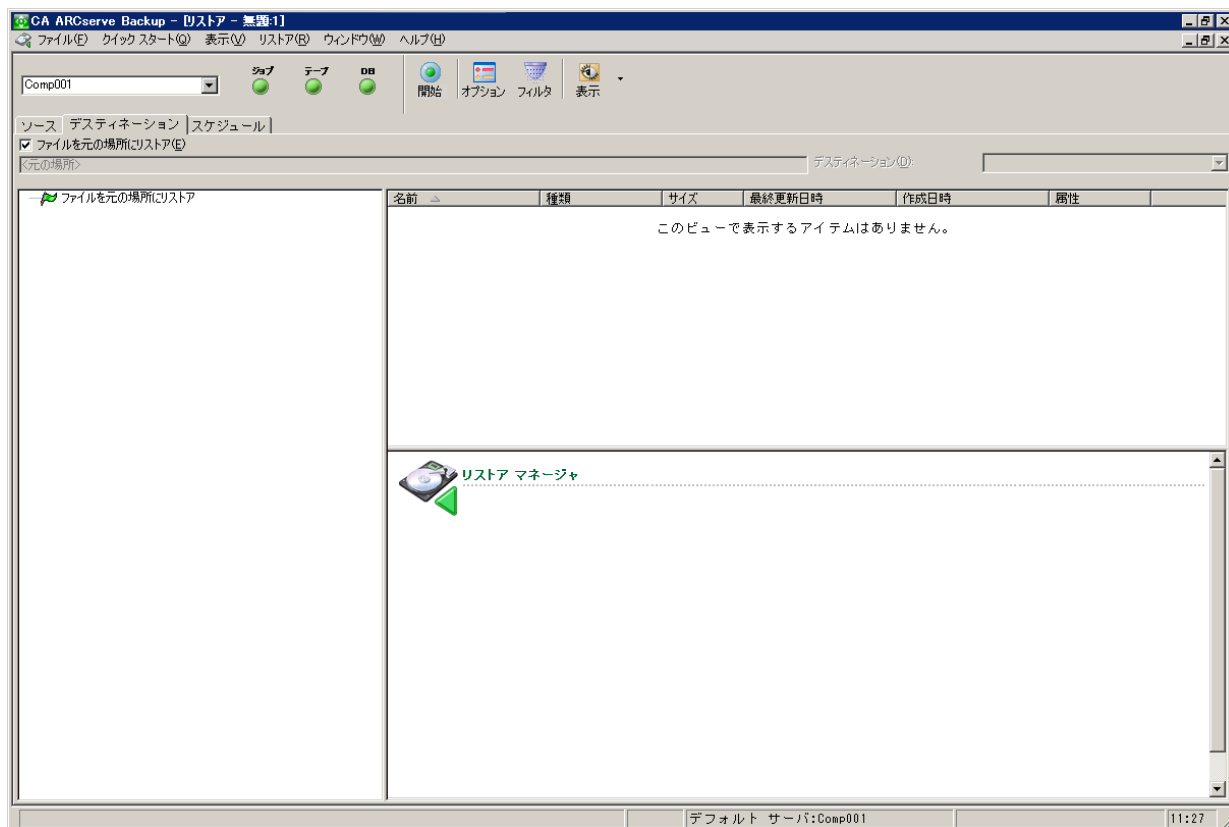 CA ARCserve Backup - [リストア - 無題:1]
ファイル(F) クイック スタート(Q) 表示(V) リストア(R) ウィンドウ(W) ヘルプ(H)
Comp001
ジョブ テープ DB
開始 オプション フィルタ 表示
ソース デスティネーション スケジュール
ファイルを元の場所にリストア(E)
<元の場所> デスティネーション(D):
ファイルを元の場所にリストア
名前 種類 サイズ 最終更新日時 作成日時 属性
このビューで表示するアイテムはありません。
リストア マネージャ
デフォルト サーバ:Comp001 11:27